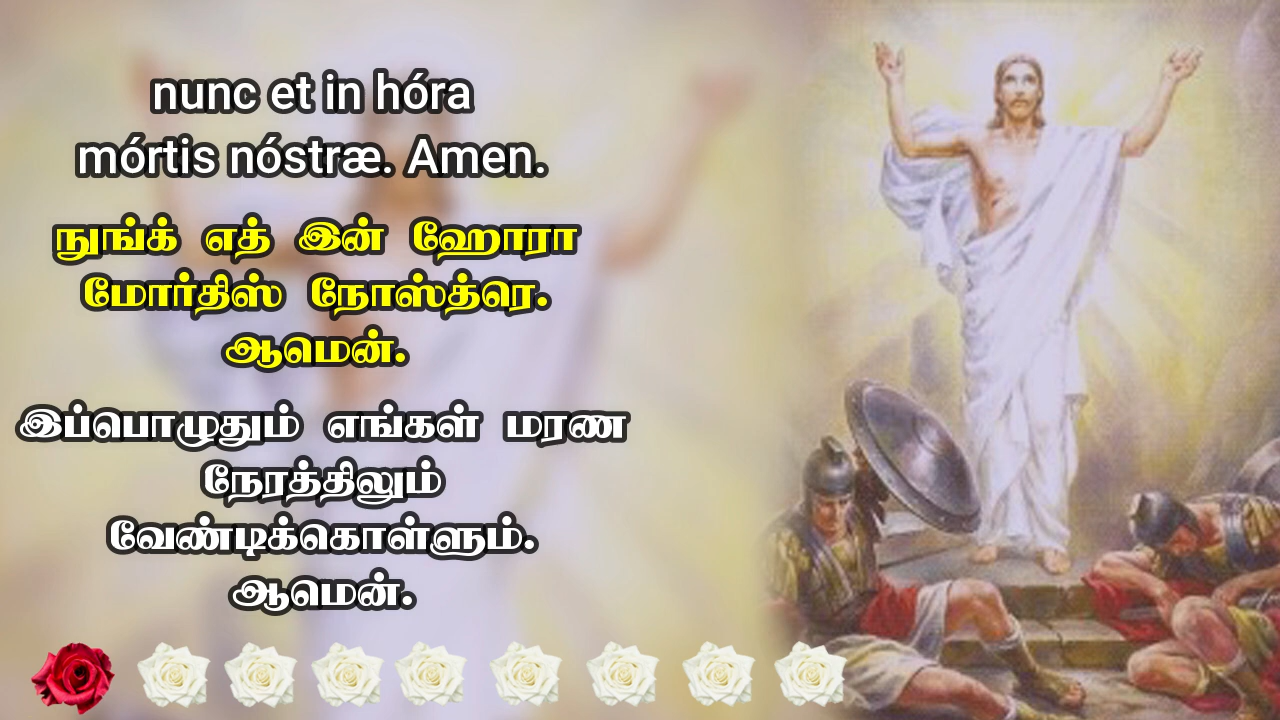 nunc et in hóra
mórtis nóstræ. Amen.
நுங்க் எத் இன் ஹோரா
மோர்திஸ் நோஸ்த்ரெ.
ஆமென்.
இப்பொழுதும் எங்கள் மரண
நேரத்திலும்
வேண்டிக்கொள்ளும்.
ஆமென்.